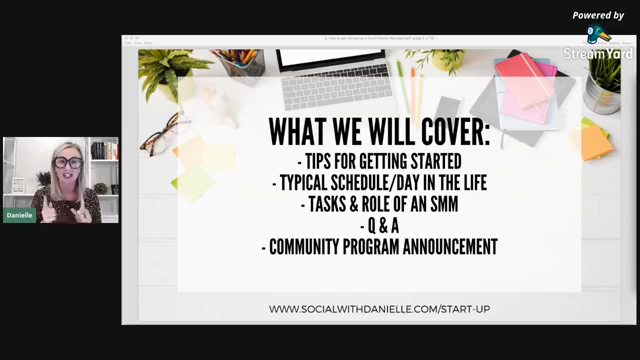 Powered by
StreamYard
WHAT WE WILL COVER:
- TIPS FOR GETTING STARTED
- TYPICAL SCHEDULE/DAY IN THE LIFE
- TASKS & ROLE OF AN SMM
- Q & A
- COMMUNITY PROGRAM ANNOUNCEMENT
WWW.SOCIALWITHDANIELLE.COM/START-UP
Danielle